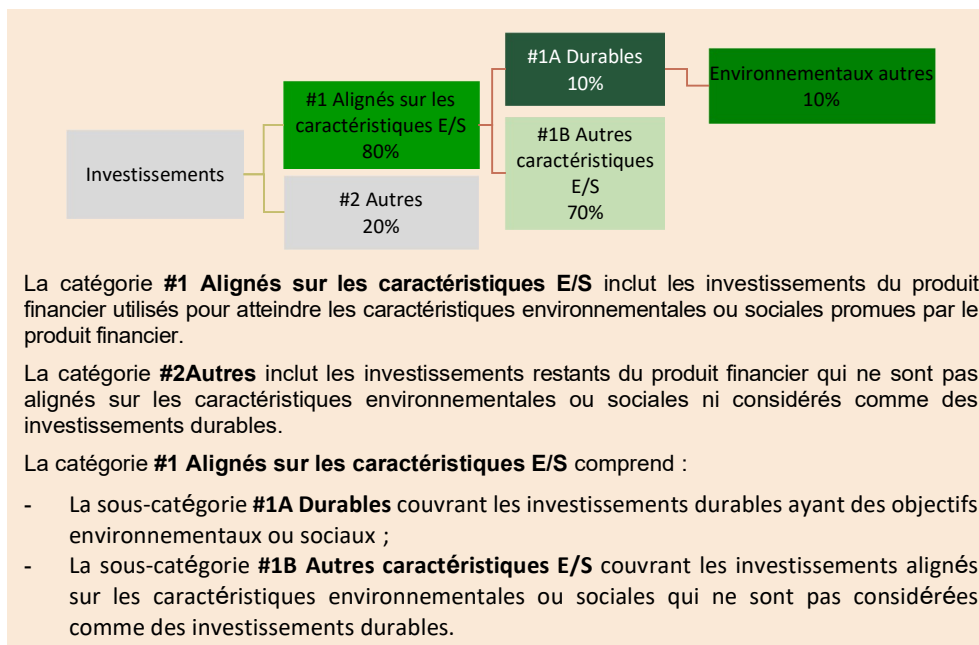 #1A Durables
10%
Environnementaux autres
10%
#1 Alignés sur les
caractéristiques E/S
80%
#1B Autres
caractéristiques
E/S
70%
Investissements
#2 Autres
20%
La catégorie #1 Alignés sur les caractéristiques E/S inclut les investissements du produit
financier utilisés pour atteindre les caractéristiques environnementales ou sociales promues par le
produit financier.
La catégorie #2Autres inclut les investissements restants du produit financier qui ne sont pas
alignés sur les caractéristiques environnementales ou sociales ni considérés comme des
investissements durables.
La catégorie #1 Alignés sur les caractéristiques E/S comprend :
- La sous-catégorie #1A Durables couvrant les investissements durables ayant des objectifs
environnementaux ou sociaux ;
- La sous-catégorie #1B Autres caractéristiques E/S couvrant les investissements alignés
sur les caractéristiques environnementales ou sociales qui ne sont pas considérées
comme des investissements durables.